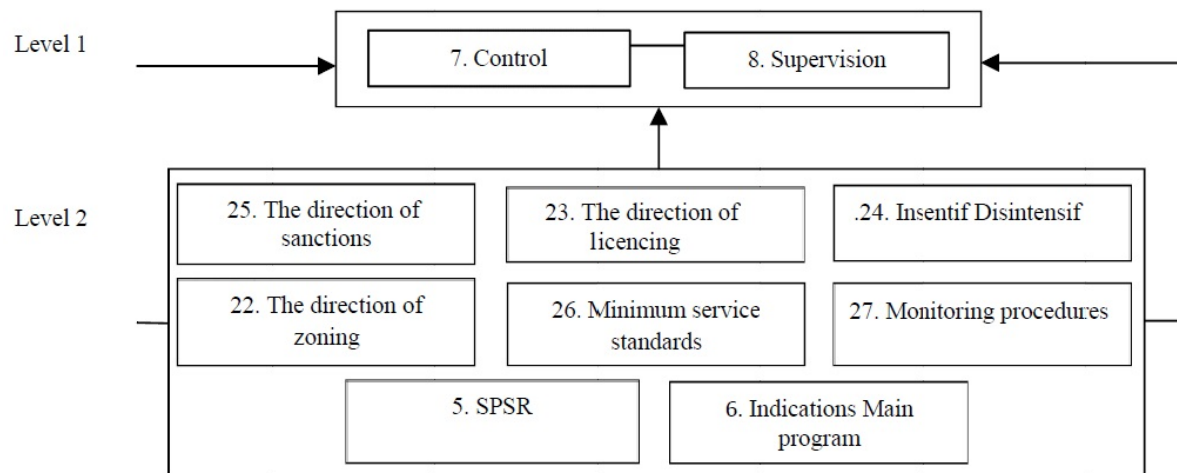 Level 1
7. Control
8. Supervision
Level 2
25. The direction of
sanctions
23. The direction of
licencing
.24. Insentif Disintensif
22. The direction of
zoning
26. Minimum service
standards
27. Monitoring procedures
5. SPSR
6. Indications Main
program